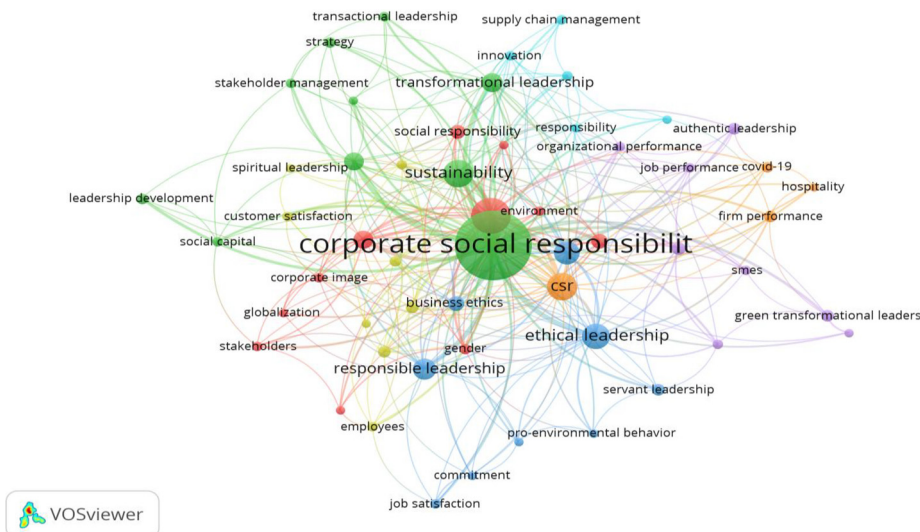 transactional leadership
supply chain management
strategy
innovation
stakeholder management
transformational leadership
social responsibility
responsibility
authentic leadership
organizational performance
spiritual leadership
sustainability
job performance
covid-19
hospitality
leadership development
customer satisfaction
environment
firm performance
social capital
corporate social responsibilit
corporate image
csr
smes
business ethics
globalization
green transformational leaders
stakeholders
gender
ethical leadership
responsible leadership
servant leadership
employees
pro-environmental behavior
commitment
job satisfaction
VOSviewer